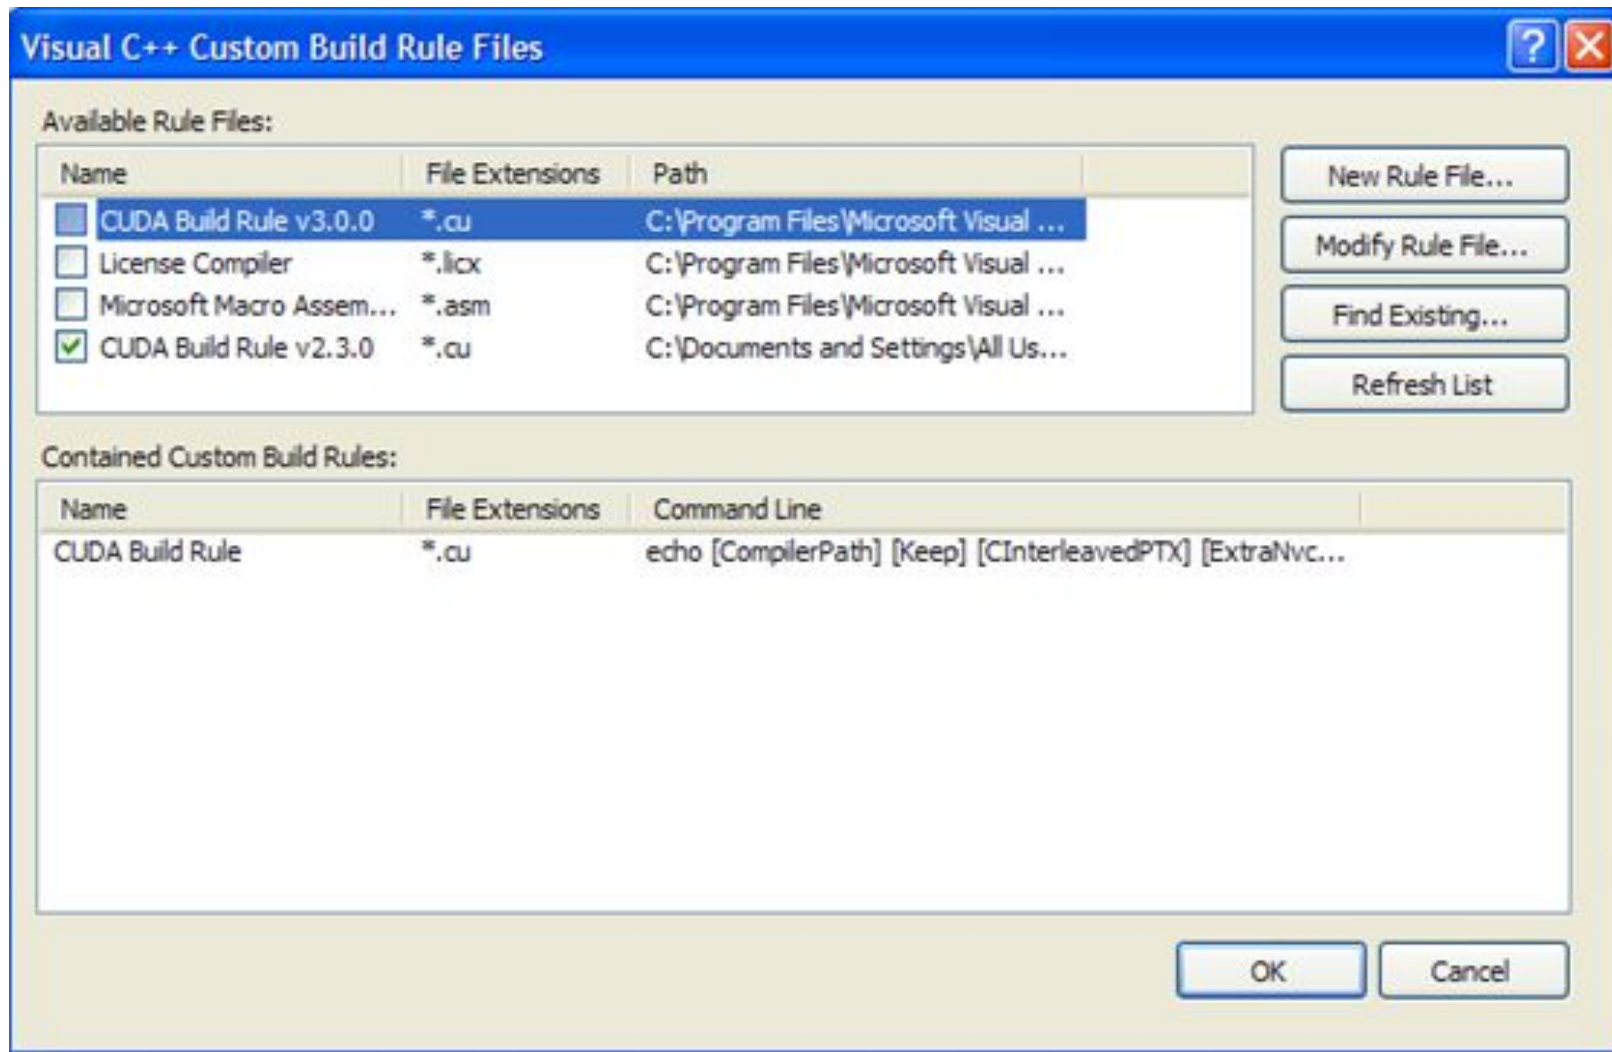 Visual C++ Custom Build Rule Files
Available Rule Files:
Name File Extensions Path
CUDA Build Rule v3.0.0 *.cu C:\Program Files\Microsoft Visual ...
License Compiler *.licx C:\Program Files\Microsoft Visual ...
Microsoft Macro Assem... *.asm C:\Program Files\Microsoft Visual ...
CUDA Build Rule v2.3.0 *.cu C:\Documents and Settings\All Us...
New Rule File...
Modify Rule File...
Find Existing...
Refresh List
Contained Custom Build Rules:
Name File Extensions Command Line
CUDA Build Rule *.cu echo [CompilerPath] [Keep] [CInterleavedPTX] [ExtraNvc...
OK Cancel